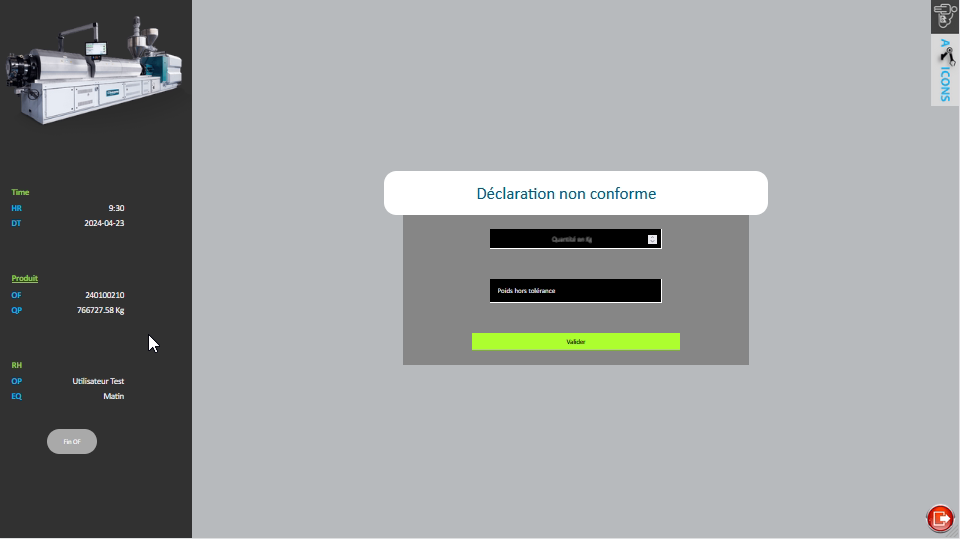 Time
HR 9:30
DT 2024-04-23
Produit
OF 240100210
QP 766727.58 Kg
RH
OP Utilisateur Test
EQ Matin
Fin OF
Déclaration non conforme
Quantité en Kg
Poids hors tolérance
Valider
ICONS